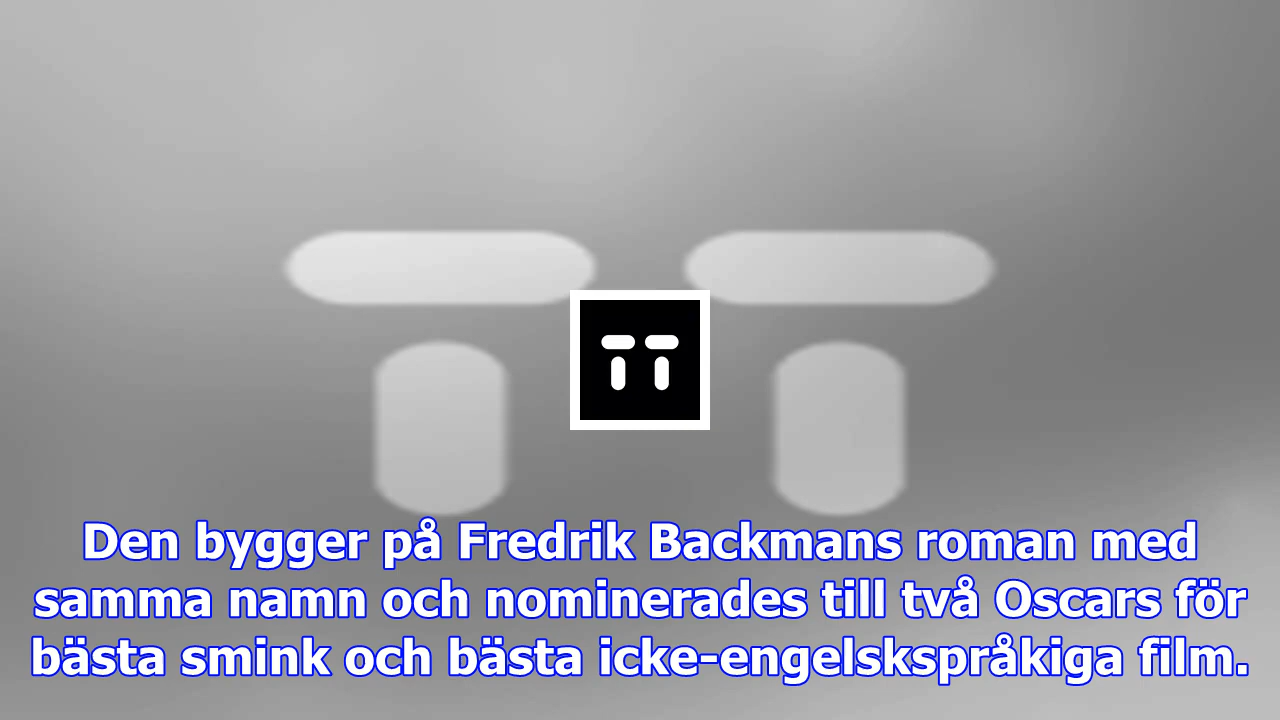 Den bygger på Fredrik Backmans roman med
samma namn och nominerades till två Oscars för
bästa smink och bästa icke-engelskspråkiga film.